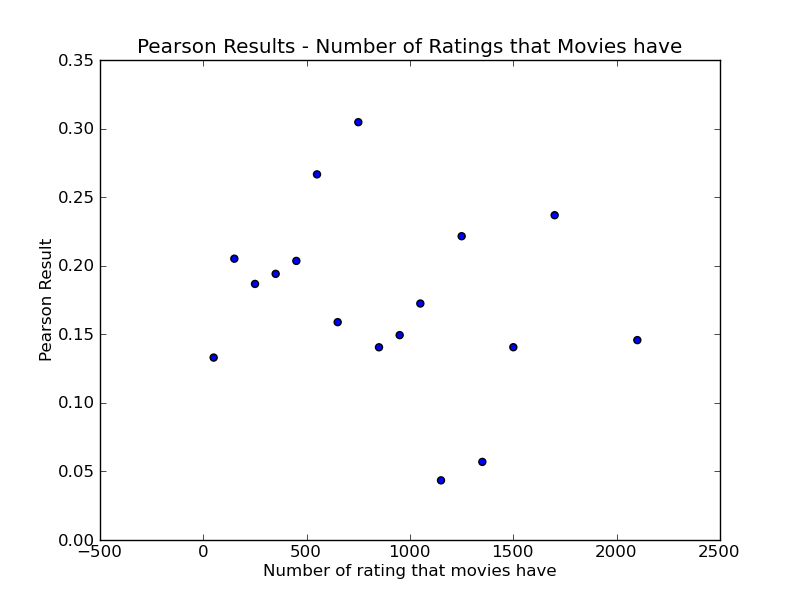 Pearson Results - Number of Ratings that Movies have
0.35
0.30
0.25
0.20
0.15
0.10
0.05
0.00
Pearson Result
−500 0 500 1000 1500 2000 2500
Number of rating that movies have